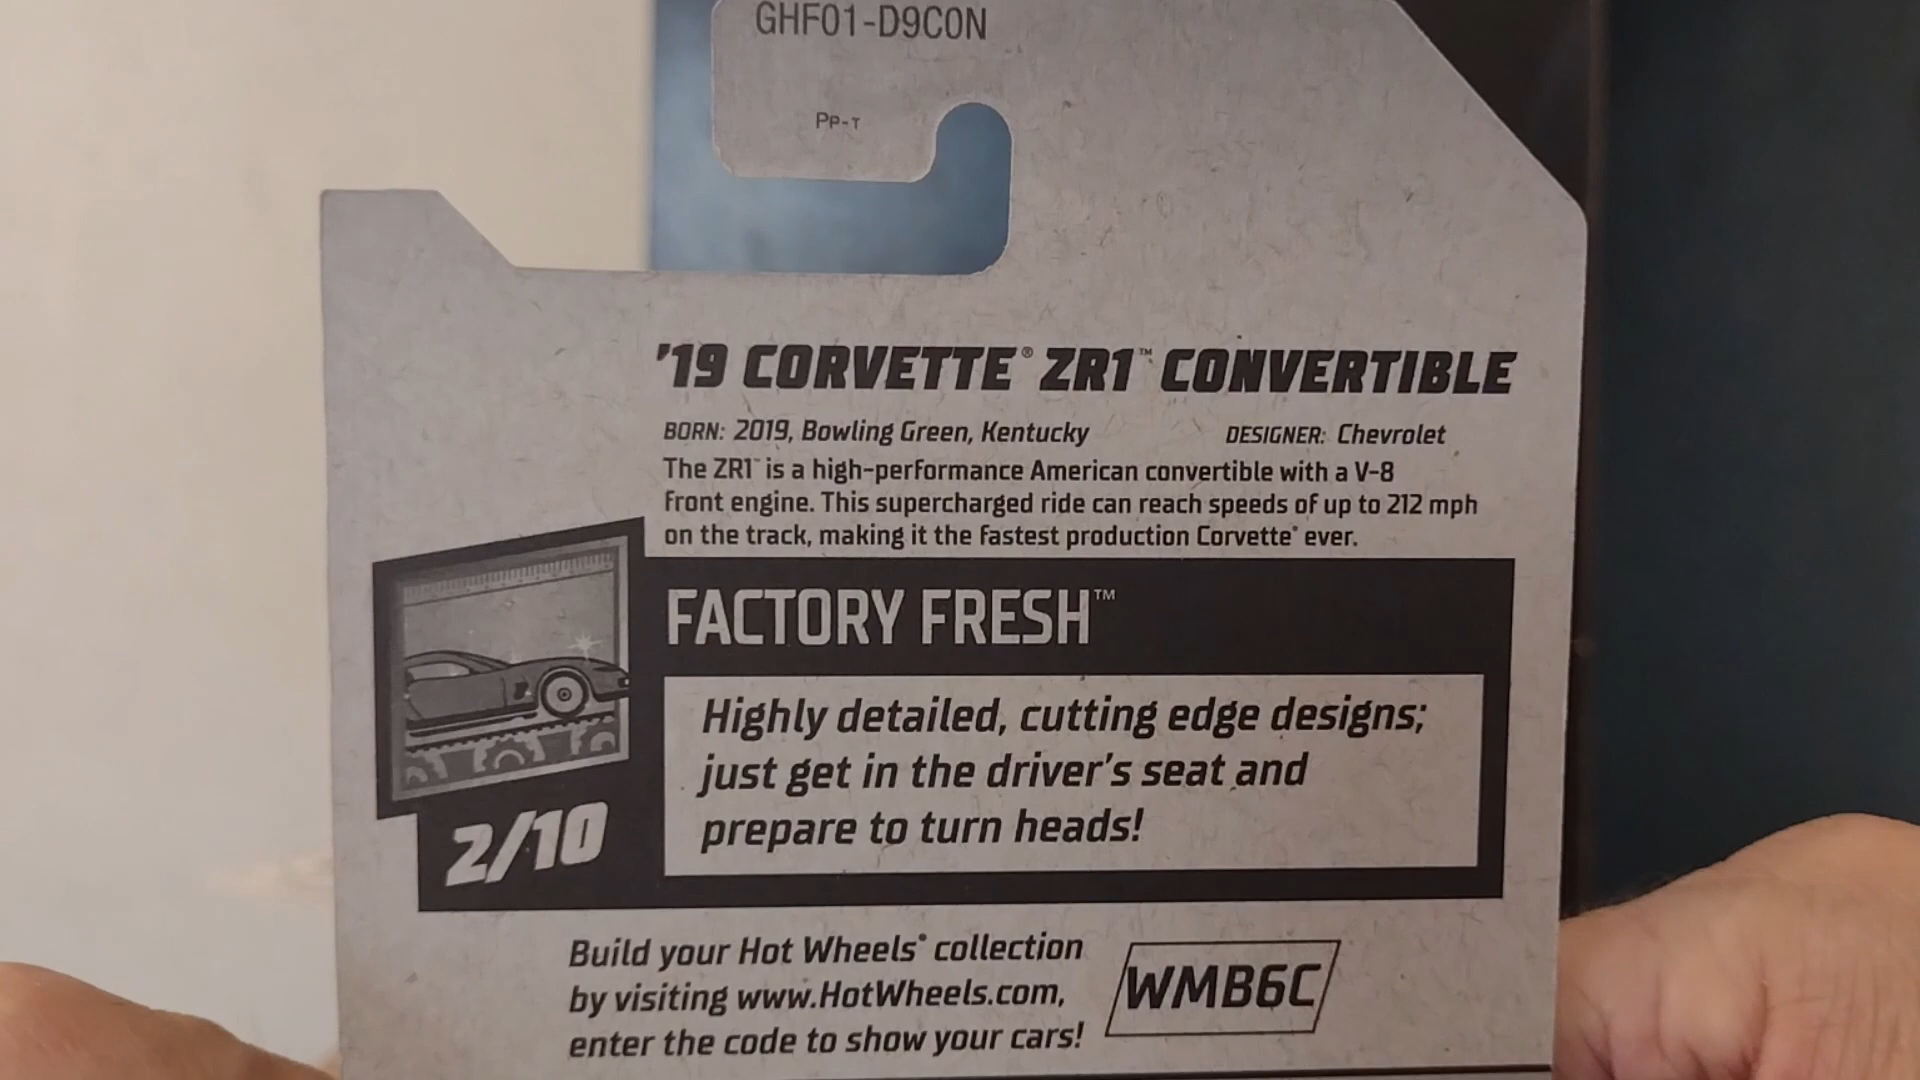 GHF01-D9C0N
PP-T
'19 CORVETTE® ZR1™ CONVERTIBLE
BORN: 2019, Bowling Green, Kentucky DESIGNER: Chevrolet
The ZR1™ is a high-performance American convertible with a V-8
front engine. This supercharged ride can reach speeds of up to 212 mph
on the track, making it the fastest production Corvette® ever.
FACTORY FRESH™
Highly detailed, cutting edge designs;
just get in the driver's seat and
prepare to turn heads!
2/10
Build your Hot Wheels® collection
by visiting www.HotWheels.com,
enter the code to show your cars!
WMB6C